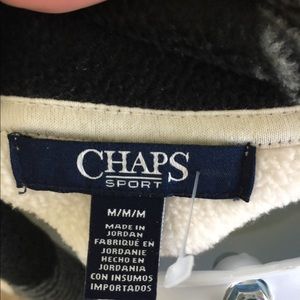 CHAPS
SPORT
M/M/M
MADE IN
JORDAN
FABRIQUÉ EN
JORDANIE
HECHO EN
JORDANIA
CON INSUMOS
IMPORTADOS